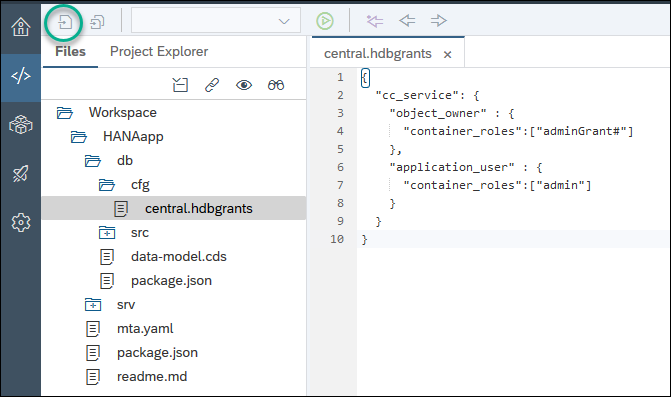 Files
Project Explorer
Workspace
HANAapp
db
cfg
central.hdbgrants
src
data-model.cds
package.json
srv
mta.yaml
package.json
readme.md
central.hdbgrants ×
1 {
2 "cc_service": {
3 "object_owner" : {
4 "container_roles":["adminGrant#"]
5 },
6 "application_user" : {
7 "container_roles":["admin"]
8 }
9 }
10 }